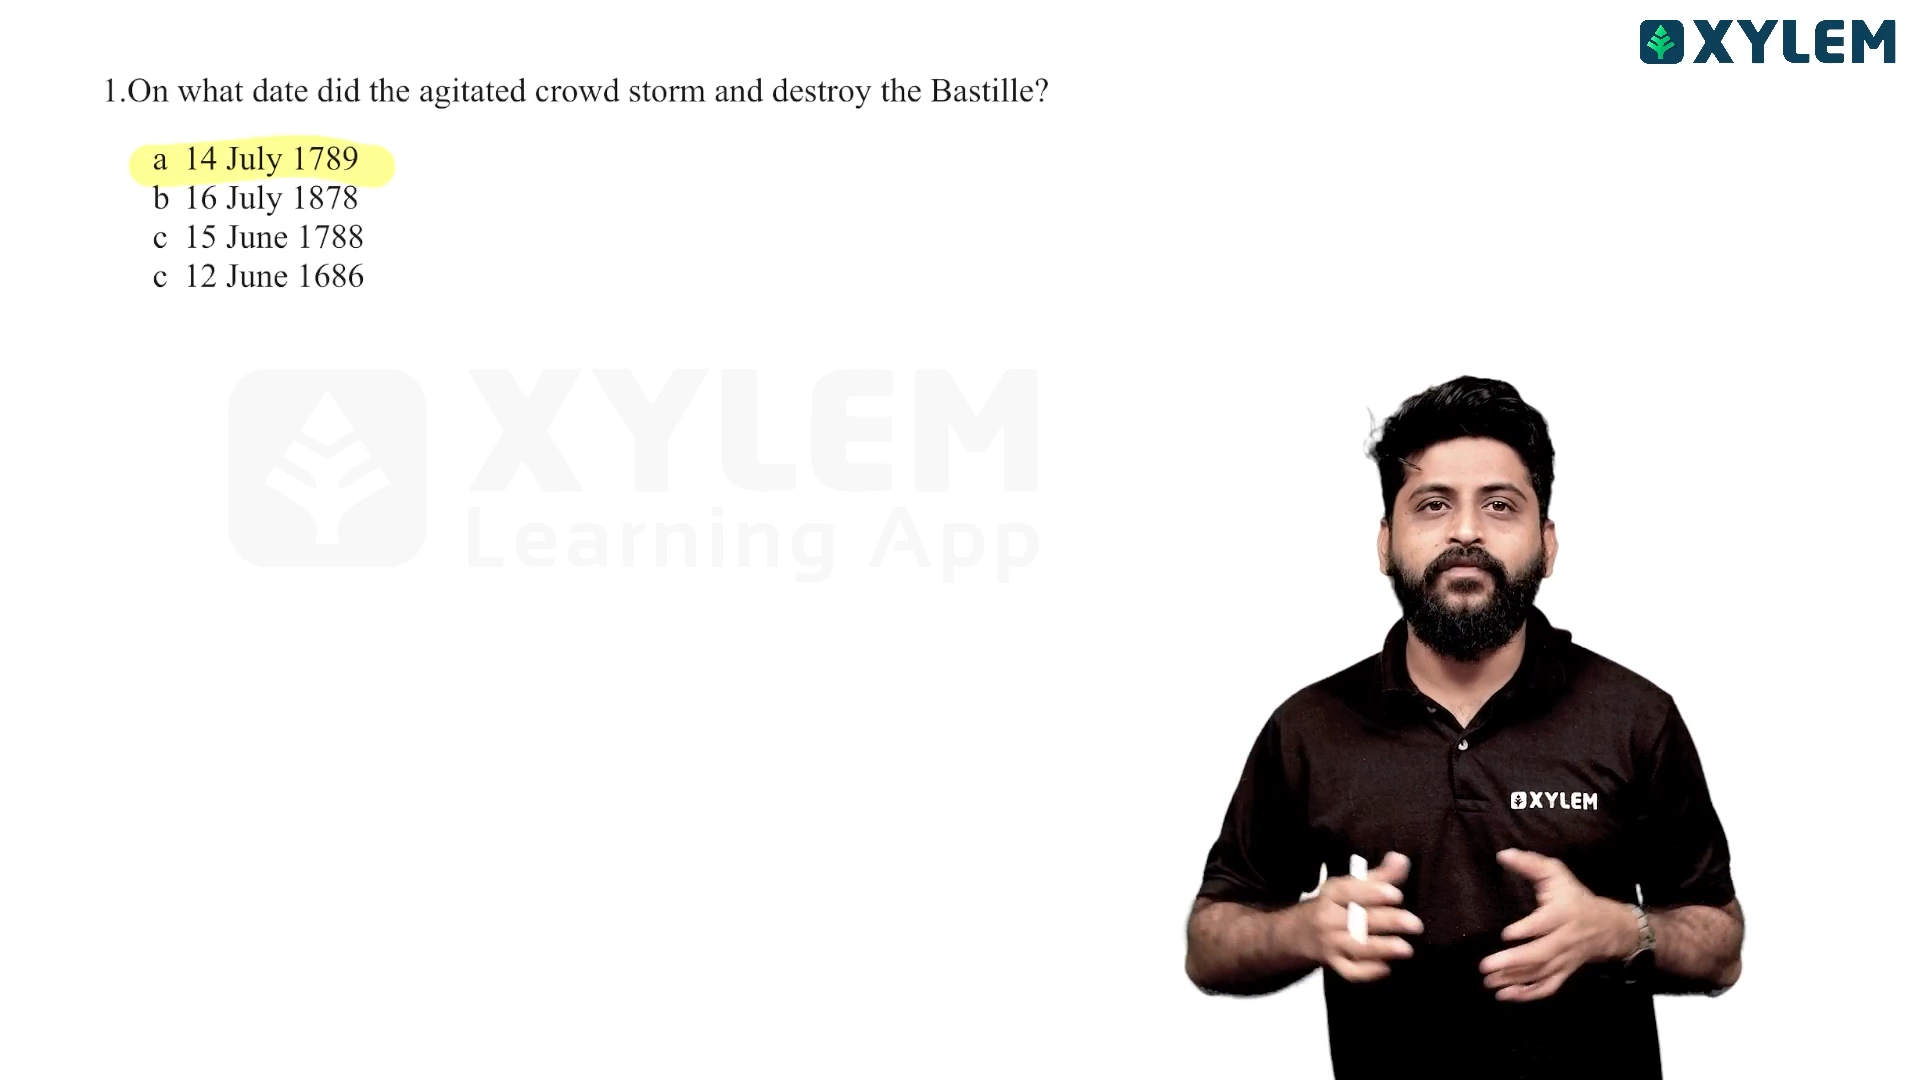 XYLEM
1.On what date did the agitated crowd storm and destroy the Bastille?
a 14 July 1789
b 16 July 1878
c 15 June 1788
c 12 June 1686
XYLEM
Learning App
XYLEM